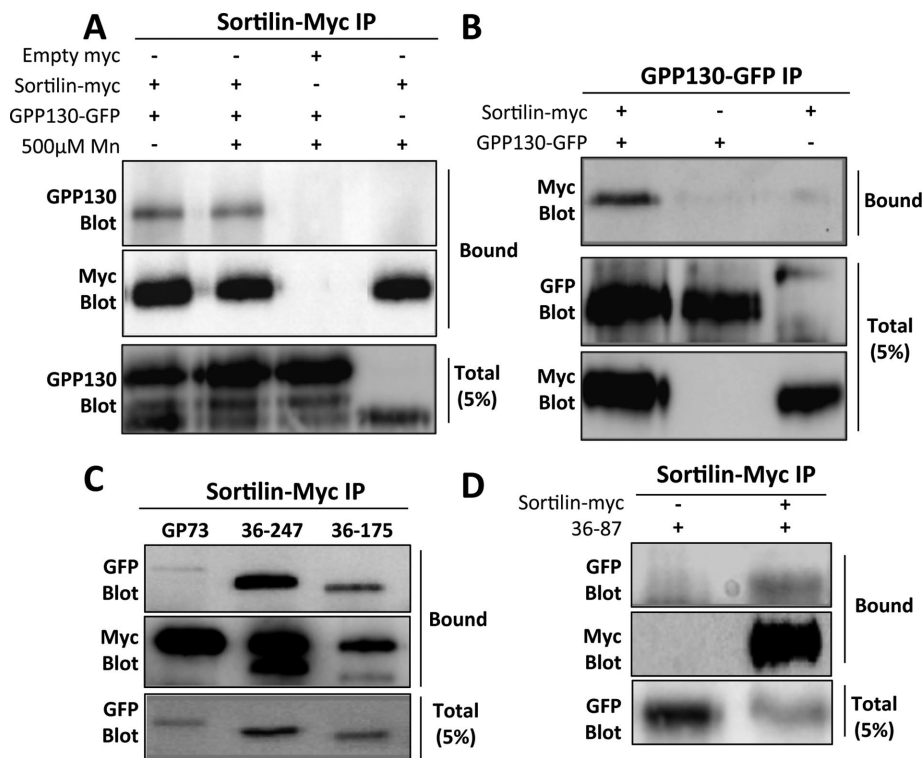 A
Sortilin-Myc IP
Empty myc - - + -
Sortilin-myc + + - +
GPP130-GFP + + + -
500µM Mn - + + +
GPP130 Blot
Myc Blot
Bound
GPP130 Blot
Total (5%)
B
GPP130-GFP IP
Sortilin-myc + - +
GPP130-GFP + + -
Myc Blot
Bound
GFP Blot
Myc Blot
Total (5%)
C
Sortilin-Myc IP
GP73 36-247 36-175
GFP Blot
Myc Blot
Bound
GFP Blot
Total (5%)
D
Sortilin-Myc IP
Sortilin-myc - +
36-87 + +
GFP Blot
Myc Blot
Bound
GFP Blot
Total (5%)